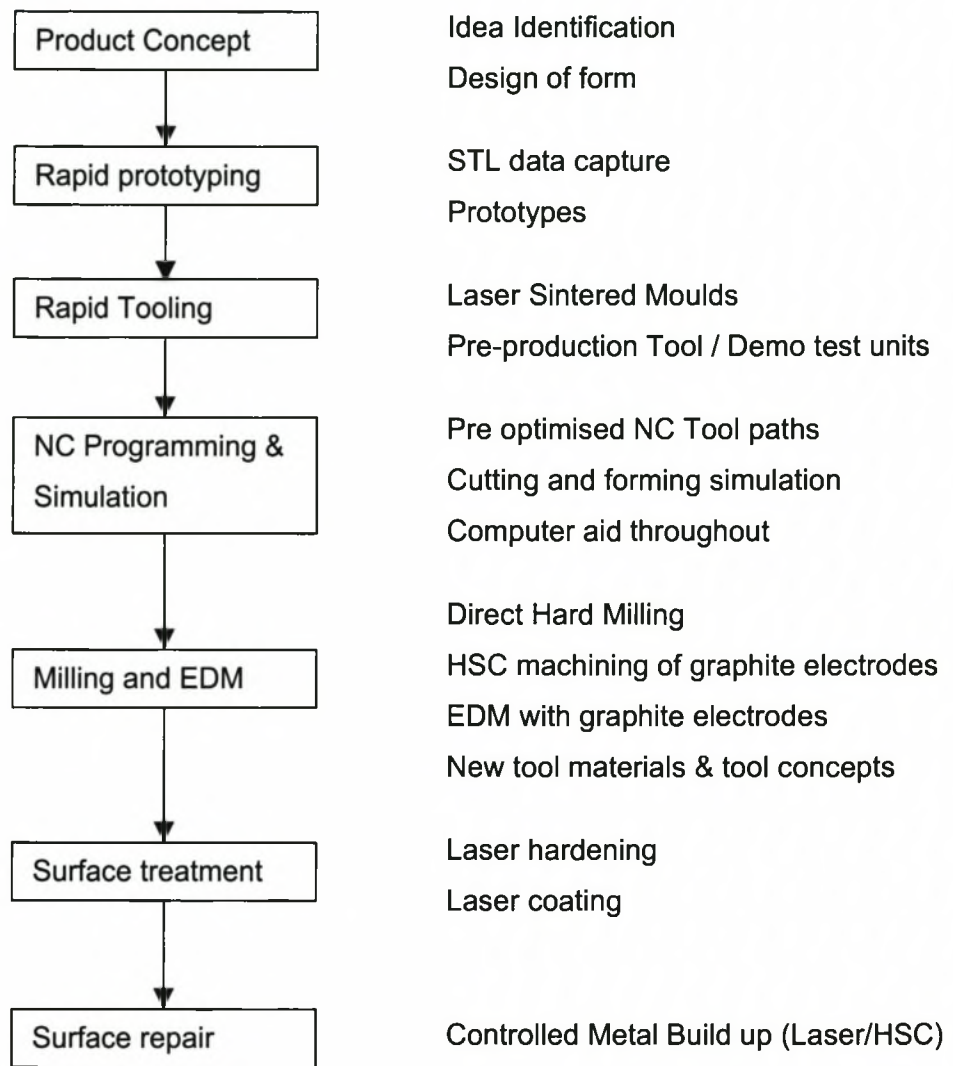 Product Concept
Idea Identification
Design of form
Rapid prototyping
STL data capture
Prototypes
Rapid Tooling
Laser Sintered Moulds
Pre-production Tool / Demo test units
NC Programming &
Simulation
Pre optimised NC Tool paths
Cutting and forming simulation
Computer aid throughout
Milling and EDM
Direct Hard Milling
HSC machining of graphite electrodes
EDM with graphite electrodes
New tool materials & tool concepts
Surface treatment
Laser hardening
Laser coating
Surface repair
Controlled Metal Build up (Laser/HSC)